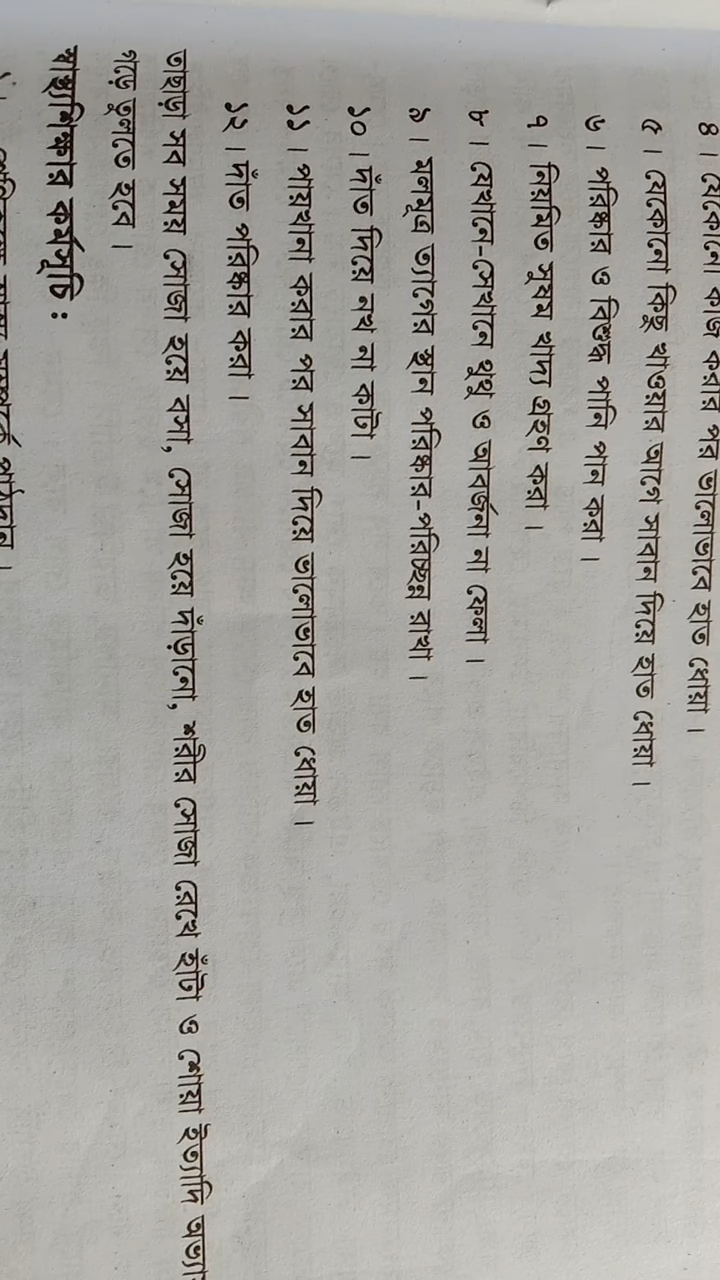 ৪। যেকোনো কাজ করার পর ভালোভাবে হাত ধোয়া।
৫। যেকোনো কিছু খাওয়ার আগে সাবান দিয়ে হাত ধোয়া।
৬। পরিষ্কার ও বিশুদ্ধ পানি পান করা।
৭। নিয়মিত সুষম খাদ্য গ্রহণ করা।
৮। যেখানে-সেখানে থুথু ও আবর্জনা না ফেলা।
৯। মলমূত্র ত্যাগের স্থান পরিষ্কার-পরিচ্ছন্ন রাখা।
১০। দাঁত দিয়ে নখ না কাটা।
১১। পায়খানা করার পর সাবান দিয়ে ভালোভাবে হাত ধোয়া।
১২। দাঁত পরিষ্কার করা।
তাছাড়া সব সময় সোজা হয়ে বসা, সোজা হয়ে দাঁড়ানো, শরীর সোজা রেখে হাঁটা ও শোয়া ইত্যাদি অভ্যা
গড়ে তুলতে হবে।
স্বাস্থ্যশিক্ষার কর্মসূচি :
পাঠদান।